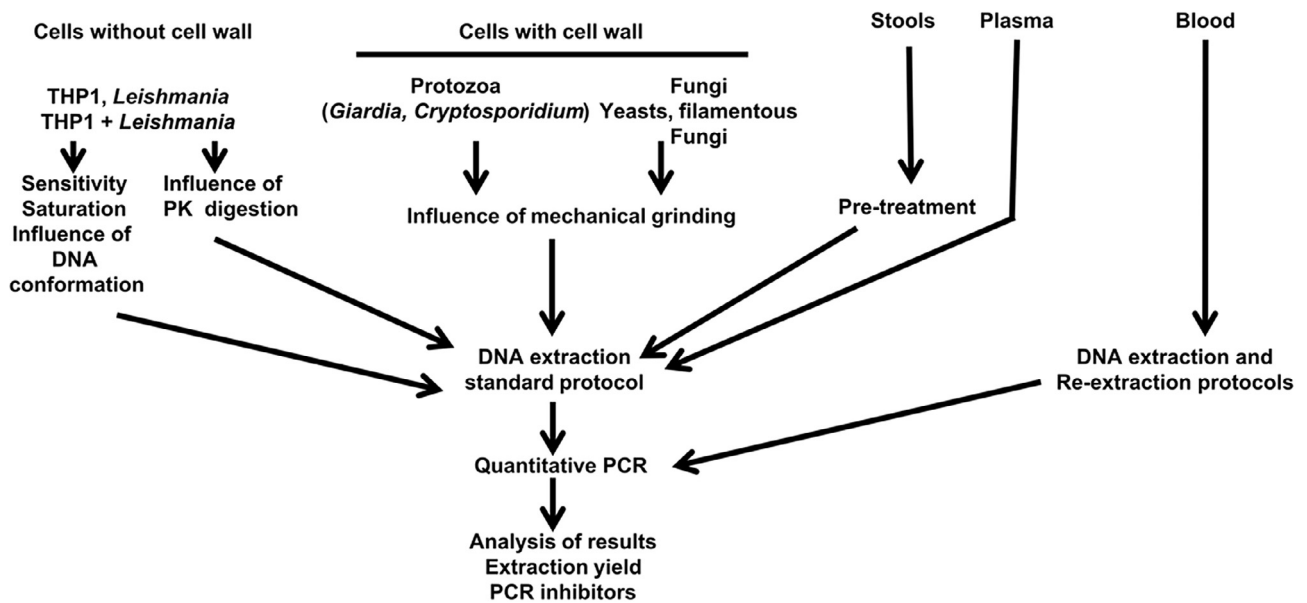 Cells without cell wall
Cells with cell wall
Stools
Plasma
Blood
THP1, Leishmania
THP1 + Leishmania
Protozoa
(Giardia, Cryptosporidium)
Fungi
Yeasts, filamentous
Fungi
Sensitivity
Saturation
Influence of
DNA
conformation
Influence of
PK digestion
Influence of mechanical grinding
Pre-treatment
DNA extraction
standard protocol
DNA extraction and
Re-extraction protocols
Quantitative PCR
Analysis of results
Extraction yield
PCR inhibitors